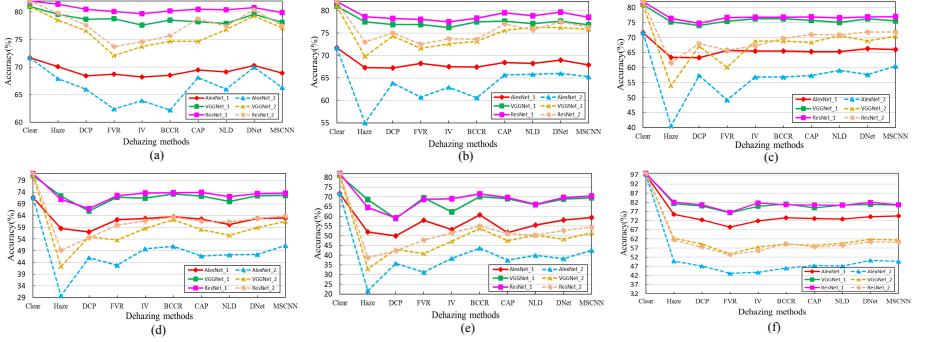 Accuracy(%)
80
75
70
65
60
AlexNet_1 AlexNet_2
VGGNet_1 VGGNet_2
ResNet_1 ResNet_2
Clear Haze DCP FVR IV BCCR CAP NLD DNet MSCNN
Dehazing methods
(a)
Accuracy(%)
80
75
70
65
60
55
AlexNet_1 AlexNet_2
VGGNet_1 VGGNet_2
ResNet_1 ResNet_2
Clear Haze DCP FVR IV BCCR CAP NLD DNet MSCNN
Dehazing methods
(b)
Accuracy(%)
80
75
70
65
60
55
50
45
40
AlexNet_1 AlexNet_2
VGGNet_1 VGGNet_2
ResNet_1 ResNet_2
Clear Haze DCP FVR IV BCCR CAP NLD DNet MSCNN
Dehazing methods
(c)
Accuracy(%)
79
74
69
64
59
54
49
44
39
34
29
AlexNet_1 AlexNet_2
VGGNet_1 VGGNet_2
ResNet_1 ResNet_2
Clear Haze DCP FVR IV BCCR CAP NLD DNet MSCNN
Dehazing methods
(d)
Accuracy(%)
80
75
70
65
60
55
50
45
40
35
30
25
20
AlexNet_1 AlexNet_2
VGGNet_1 VGGNet_2
ResNet_1 ResNet_2
Clear Haze DCP FVR IV BCCR CAP NLD DNet MSCNN
Dehazing methods
(e)
Accuracy(%)
97
92
87
82
77
72
67
62
57
52
47
42
37
32
AlexNet_1 AlexNet_2
VGGNet_1 VGGNet_2
ResNet_1 ResNet_2
Clear Haze DCP FVR IV BCCR CAP NLD DNet MSCNN
Dehazing methods
(f)